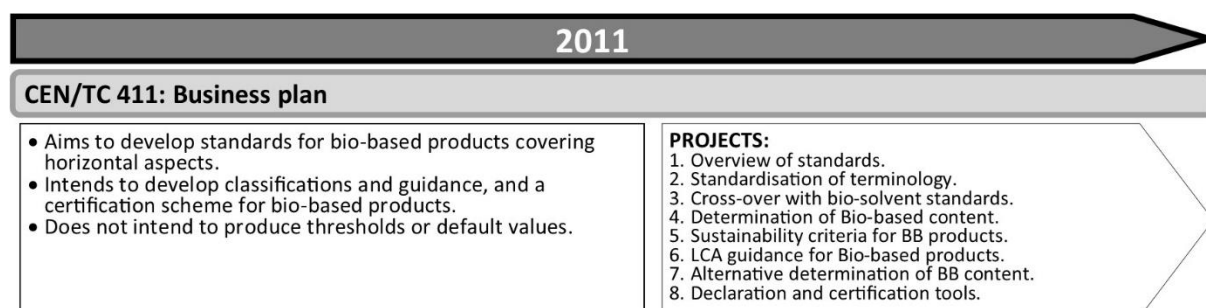 2011
CEN/TC 411: Business plan
• Aims to develop standards for bio-based products covering
horizontal aspects.
• Intends to develop classifications and guidance, and a
certification scheme for bio-based products.
• Does not intend to produce thresholds or default values.
PROJECTS:
1. Overview of standards.
2. Standardisation of terminology.
3. Cross-over with bio-solvent standards.
4. Determination of Bio-based content.
5. Sustainability criteria for BB products.
6. LCA guidance for Bio-based products.
7. Alternative determination of BB content.
8. Declaration and certification tools.